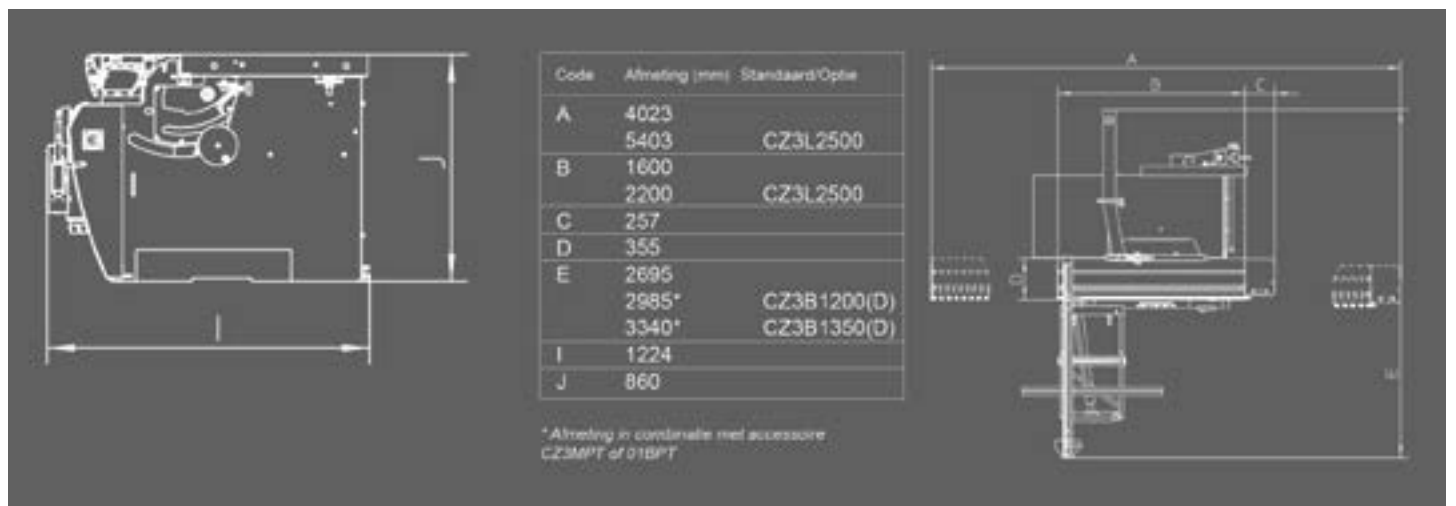 I
J
Code Afmeting (mm) Standaard/Optie
A 4023
5403 CZ3L2500
B 1600
2200 CZ3L2500
C 257
D 355
E 2695
2985* CZ3B1200(D)
3340* CZ3B1350(D)
I 1224
J 860
* Afmeting in combinatie met accessoire
CZ3MPT of 01BPT
A
B C
D
E